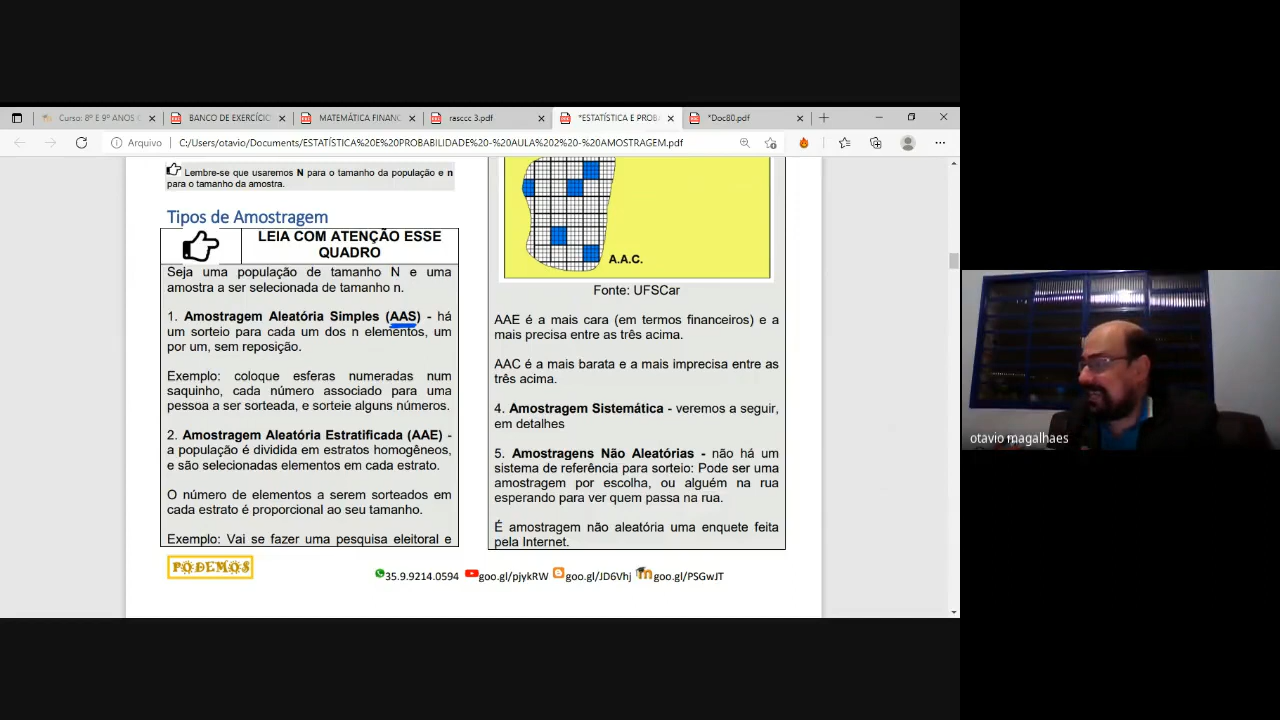 Curso: 8º E 9º ANOS
BANCO DE EXERCÍCIO
MATEMÁTICA FINANC
rasccc 3.pdf
*ESTATÍSTICA E PROBA
*Doc80.pdf
Arquivo
C:/Users/otavio/Documents/ESTATÍSTICA%20E%20PROBABILIDADE%20-%20AULA%202%20-%20AMOSTRAGEM.pdf
Lembre-se que usaremos N para o tamanho da população e n
para o tamanho da amostra.
Tipos de Amostragem
LEIA COM ATENÇÃO ESSE
QUADRO
Seja uma população de tamanho N e uma
amostra a ser selecionada de tamanho n.
1. Amostragem Aleatória Simples (AAS) - há
um sorteio para cada um dos n elementos, um
por um, sem reposição.
Exemplo: coloque esferas numeradas num
saquinho, cada número associado para uma
pessoa a ser sorteada, e sorteie alguns números.
2. Amostragem Aleatória Estratificada (AAE) -
a população é dividida em estratos homogêneos,
e são selecionadas elementos em cada estrato.
O número de elementos a serem sorteados em
cada estrato é proporcional ao seu tamanho.
Exemplo: Vai se fazer uma pesquisa eleitoral e
A.A.C.
Fonte: UFSCar
AAE é a mais cara (em termos financeiros) e a
mais precisa entre as três acima.
AAC é a mais barata e a mais imprecisa entre as
três acima.
4. Amostragem Sistemática - veremos a seguir,
em detalhes
5. Amostragens Não Aleatórias - não há um
sistema de referência para sorteio: Pode ser uma
amostragem por escolha, ou alguém na rua
esperando para ver quem passa na rua.
É amostragem não aleatória uma enquete feita
pela Internet.
PODEMOS
35.9.9214.0594 goo.gl/pjykRW goo.gl/JD6Vhj goo.gl/PSGwJT
otavio magalhaes